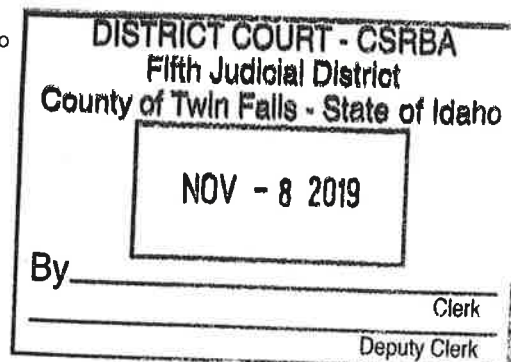 o
DISTRICT COURT - CSRBA
Fifth Judicial District
County of Twin Falls - State of Idaho
NOV - 8 2019
By
Clerk
Deputy Clerk